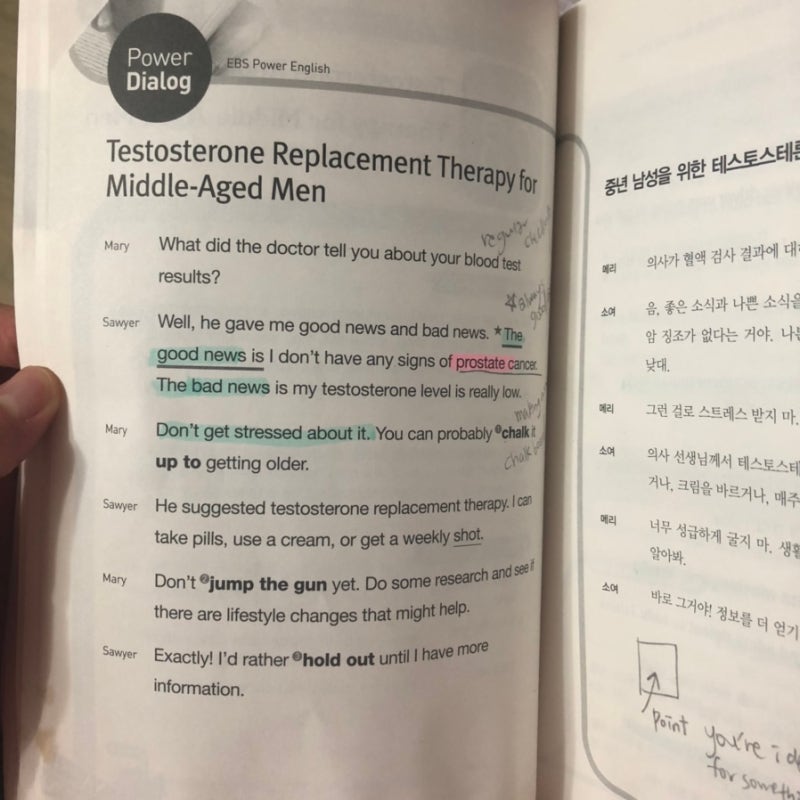 Power
Dialog
EBS Power English
Testosterone Replacement Therapy for
Middle-Aged Men
regular
Mary What did the doctor tell you about your blood test
results?
Sawyer Well, he gave me good news and bad news. ★The
good news is I don't have any signs of prostate cancer.
The bad news is my testosterone level is really low.
Mary Don't get stressed about it. You can probably ①chalk it
up to getting older.
chalk
Sawyer He suggested testosterone replacement therapy. I can
take pills, use a cream, or get a weekly shot.
Mary Don't ②jump the gun yet. Do some research and see if
there are lifestyle changes that might help.
Sawyer Exactly! I'd rather ③hold out until I have more
information.
중년 남성을 위한 테스토스테론
메리 의사가 혈액 검사 결과에 대해
소여 음, 좋은 소식과 나쁜 소식을
암 징조가 없다는 거야. 나쁜
낮대.
메리 그런 걸로 스트레스 받지 마.
소여 의사 선생님께서 테스토스테
거나, 크림을 바르거나, 매주
메리 너무 성급하게 굴지 마. 생활
알아봐.
소여 바로 그거야! 정보를 더 얻기
point you're
for